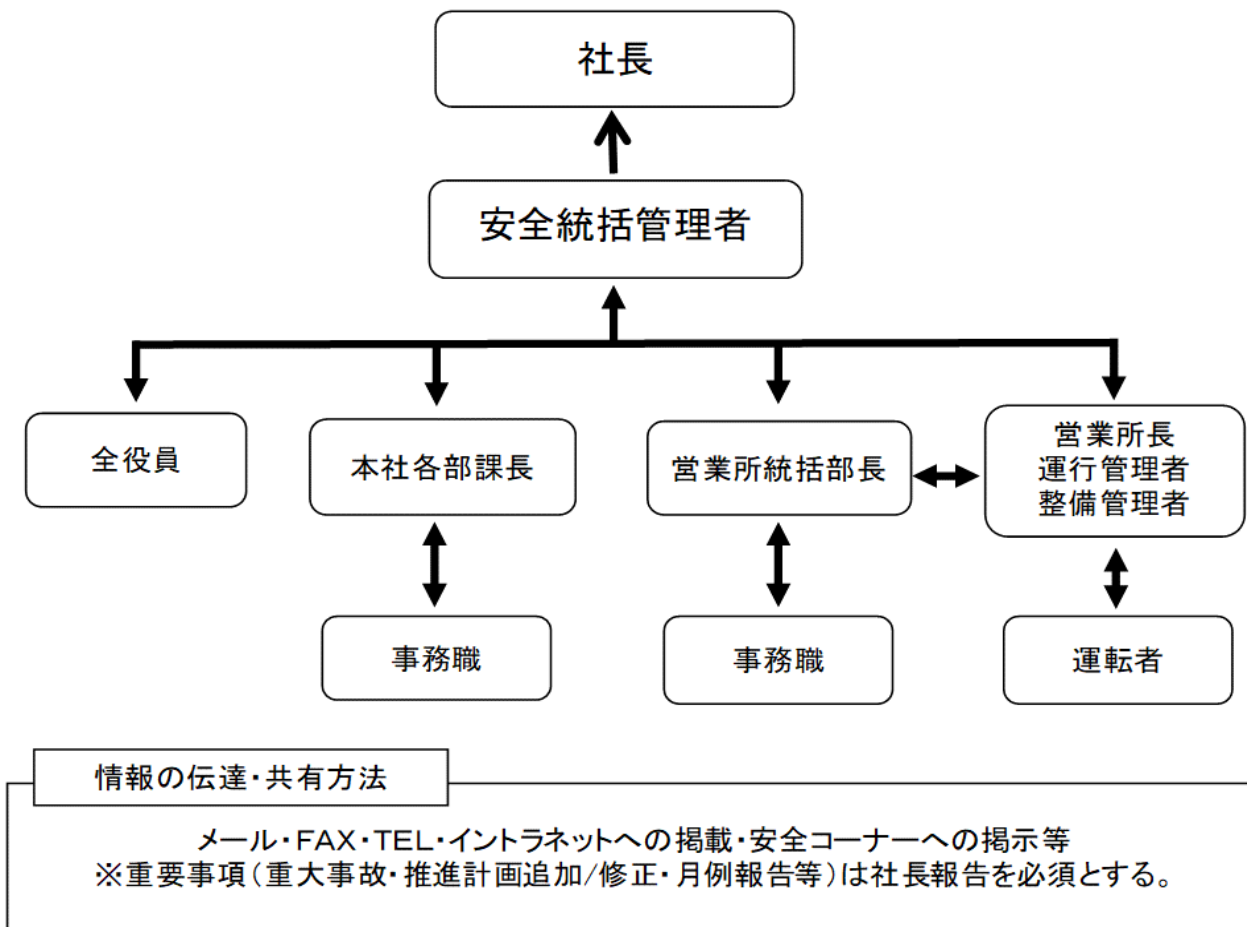 社長
安全統括管理者
全役員
本社各部課長
営業所統括部長
営業所長
運行管理者
整備管理者
事務職
事務職
運転者
情報の伝達・共有方法
メール・FAX・TEL・イントラネットへの掲載・安全コーナーへの掲示等
※重要事項(重大事故・推進計画追加/修正・月例報告等)は社長報告を必須とする。